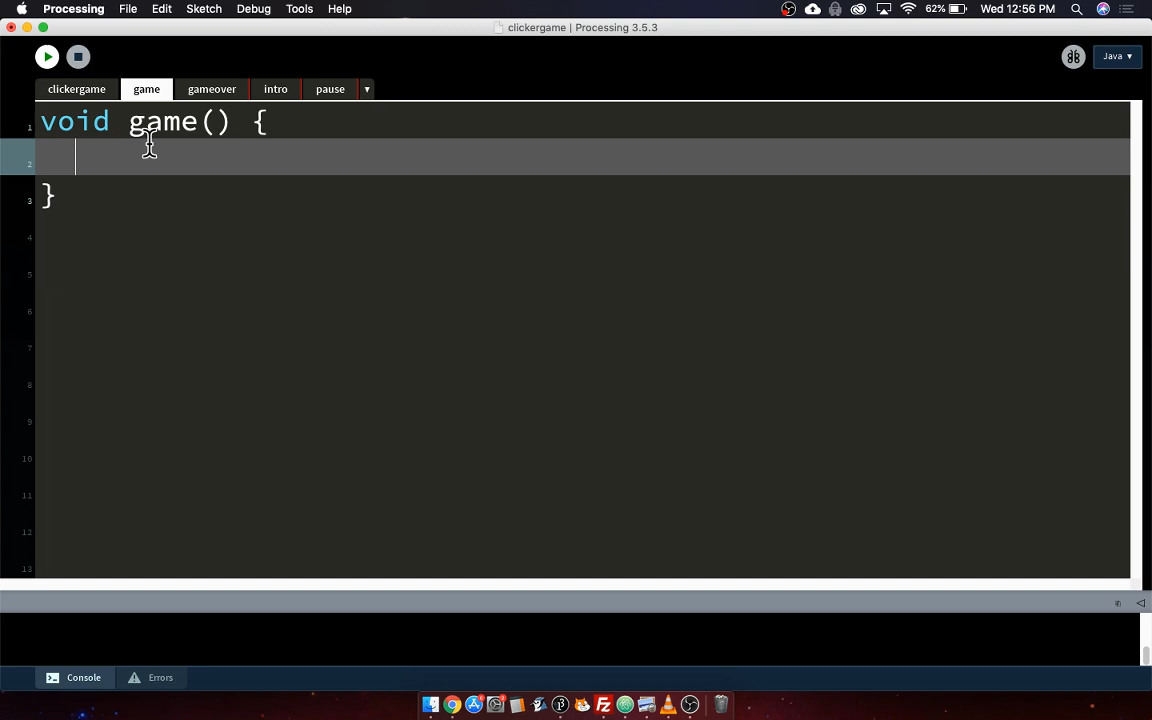 Processing File Edit Sketch Debug Tools Help 62% Wed 12:56 PM
clickergame | Processing 3.5.3
Java ▾
clickergame game gameover intro pause ▾
1 void game() {
2
3 }
4
5
6
7
8
9
10
11
12
13
Console Errors